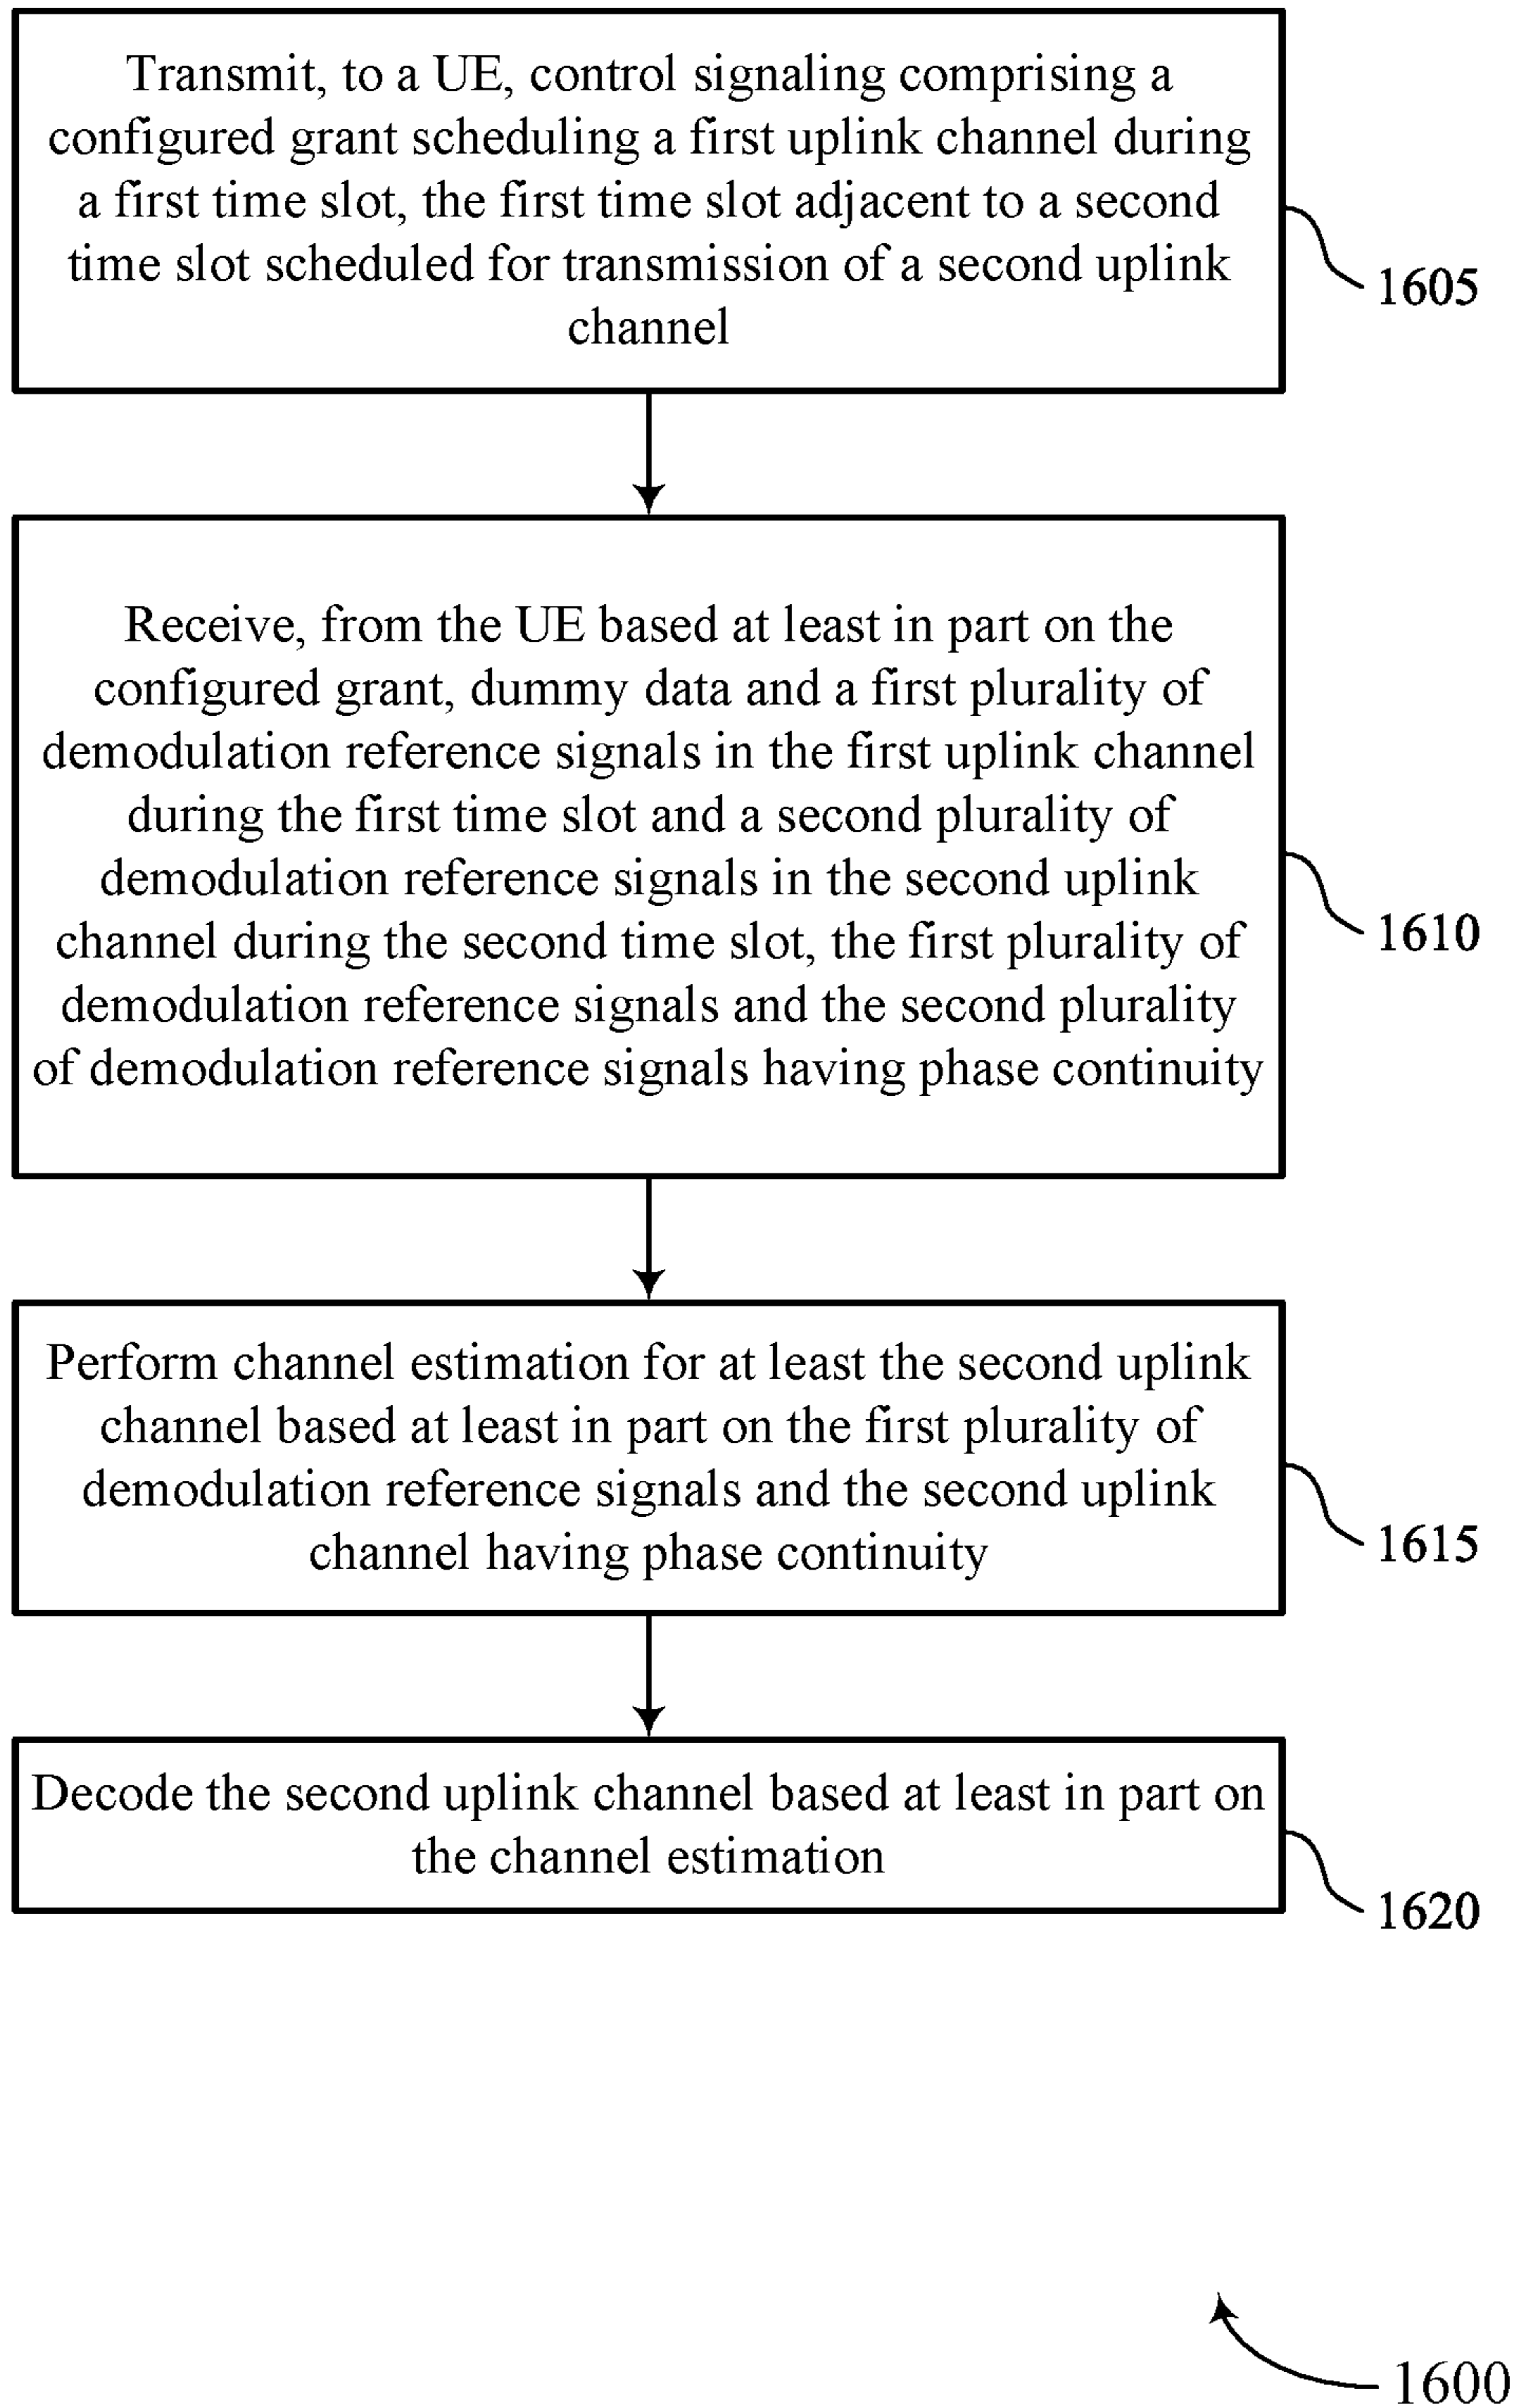 Transmit, to a UE, control signaling comprising a
configured grant scheduling a first uplink channel during
a first time slot, the first time slot adjacent to a second
time slot scheduled for transmission of a second uplink
channel
1605
Receive, from the UE based at least in part on the
configured grant, dummy data and a first plurality of
demodulation reference signals in the first uplink channel
during the first time slot and a second plurality of
demodulation reference signals in the second uplink
channel during the second time slot, the first plurality of
demodulation reference signals and the second plurality
of demodulation reference signals having phase continuity
1610
Perform channel estimation for at least the second uplink
channel based at least in part on the first plurality of
demodulation reference signals and the second uplink
channel having phase continuity
1615
Decode the second uplink channel based at least in part on
the channel estimation
1620
1600